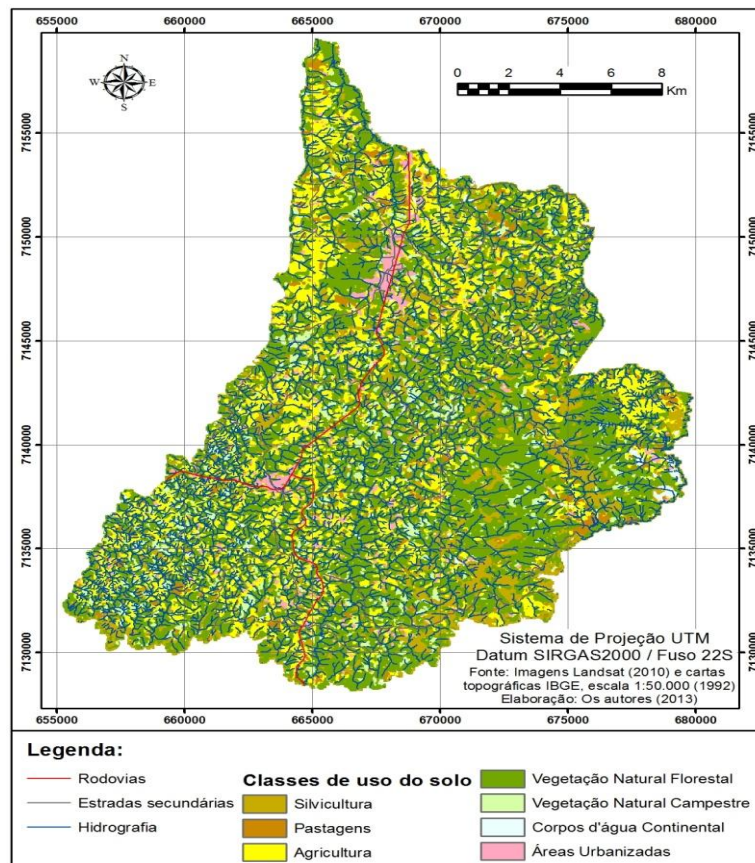 655000 660000 665000 670000 675000 680000
N
W E
S
0 2 4 6 8
Km
7155000 7155000
7150000 7150000
7145000 7145000
7140000 7140000
7135000 7135000
7130000 7130000
Sistema de Projeção UTM
Datum SIRGAS2000 / Fuso 22S
Fonte: Imagens Landsat (2010) e cartas
topográficas IBGE, escala 1:50.000 (1992)
Elaboração: Os autores (2013)
655000 660000 665000 670000 675000 680000
Legenda:
Rodovias
Estradas secundárias
Hidrografia
Classes de uso do solo
Silvicultura
Pastagens
Agricultura
Vegetação Natural Florestal
Vegetação Natural Campestre
Corpos d'água Continental
Áreas Urbanizadas